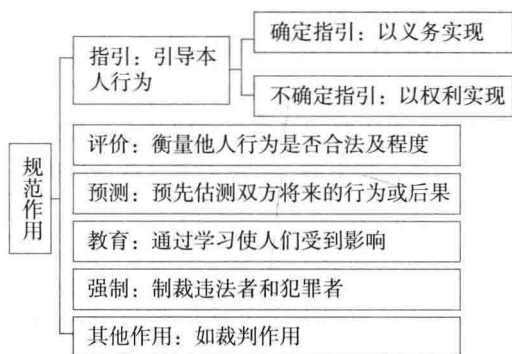 规范作用
指引：引导本
人行为
确定指引：以义务实现
不确定指引：以权利实现
评价：衡量他人行为是否合法及程度
预测：预先估测双方将来的行为或后果
教育：通过学习使人们受到影响
强制：制裁违法者和犯罪者
其他作用：如裁判作用